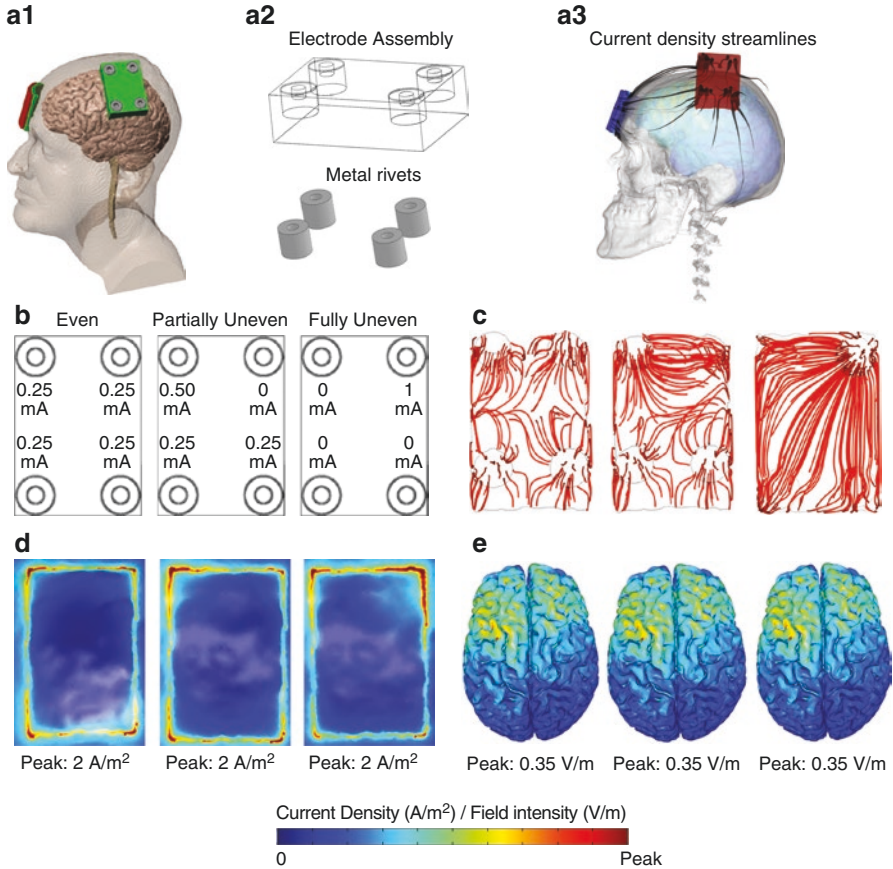 a1
a2
a3
Electrode Assembly
Metal rivets
Current density streamlines
b
Even
Partially Uneven
Fully Uneven
0.25 mA
0.25 mA
0.50 mA
0 mA
0 mA
1 mA
0.25 mA
0.25 mA
0.25 mA
0.25 mA
0 mA
0 mA
c
d
Peak: 2 A/m²
Peak: 2 A/m²
Peak: 2 A/m²
e
Peak: 0.35 V/m
Peak: 0.35 V/m
Peak: 0.35 V/m
Current Density (A/m²) / Field intensity (V/m)
0
Peak